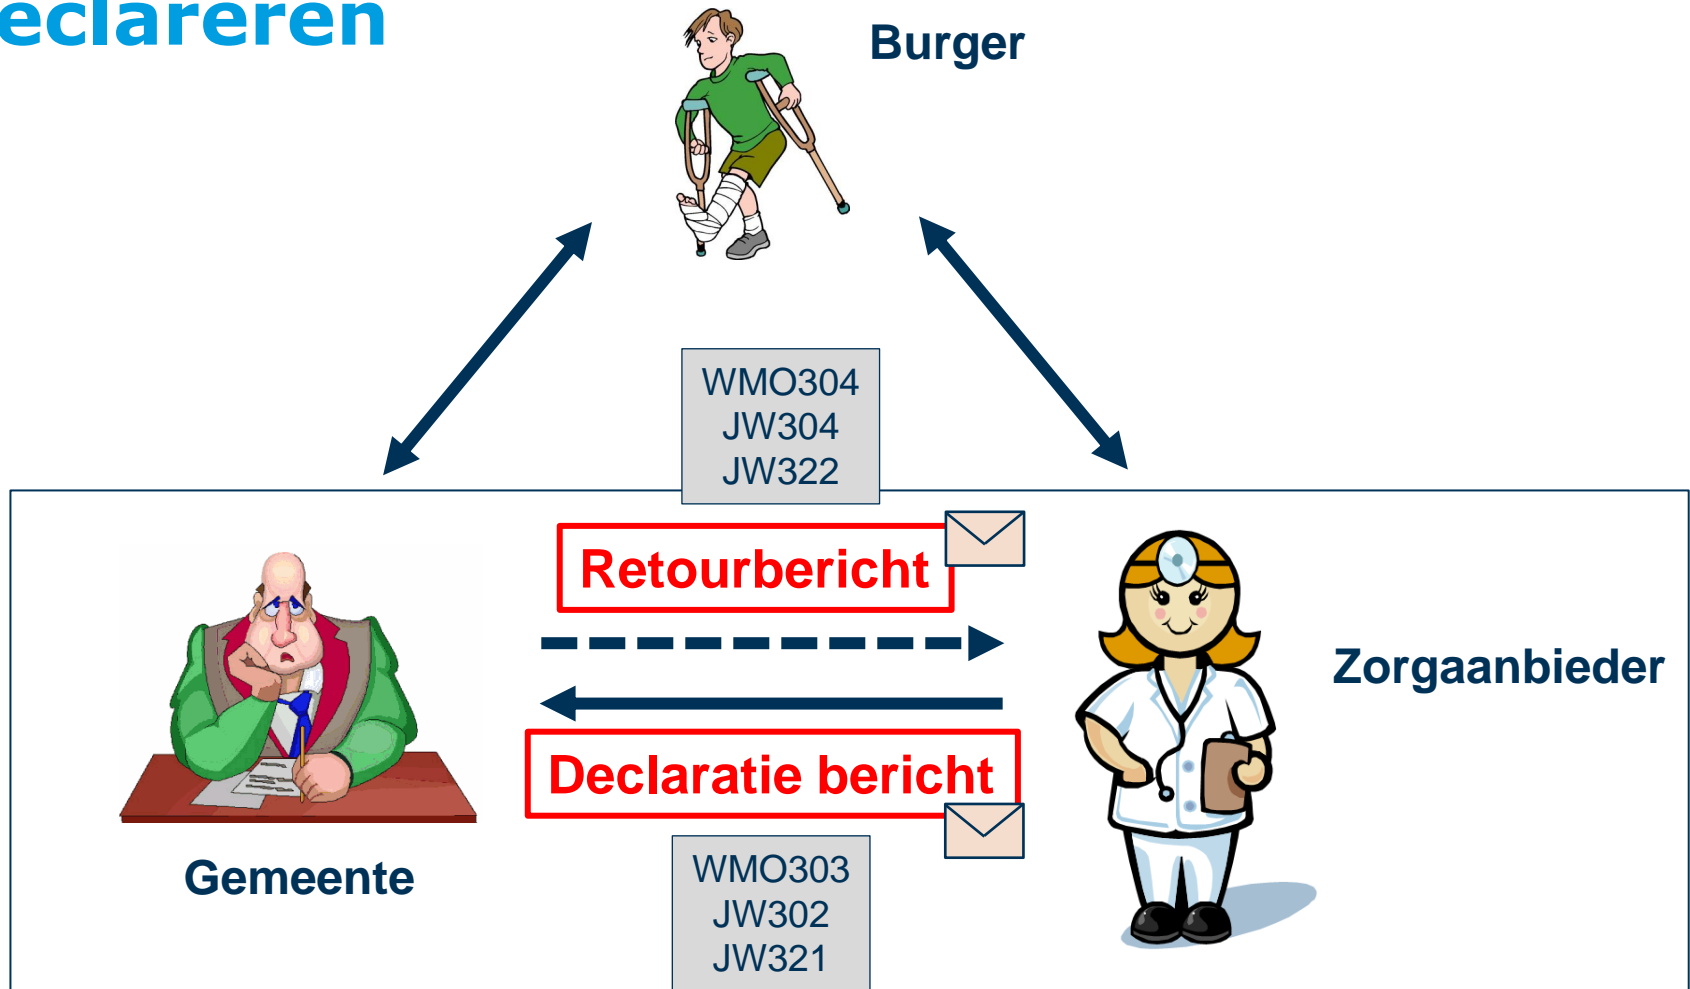 eclareren
Burger
WMO304
JW304
JW322
Retourbericht
Zorgaanbieder
Declaratie bericht
Gemeente
WMO303
JW302
JW321